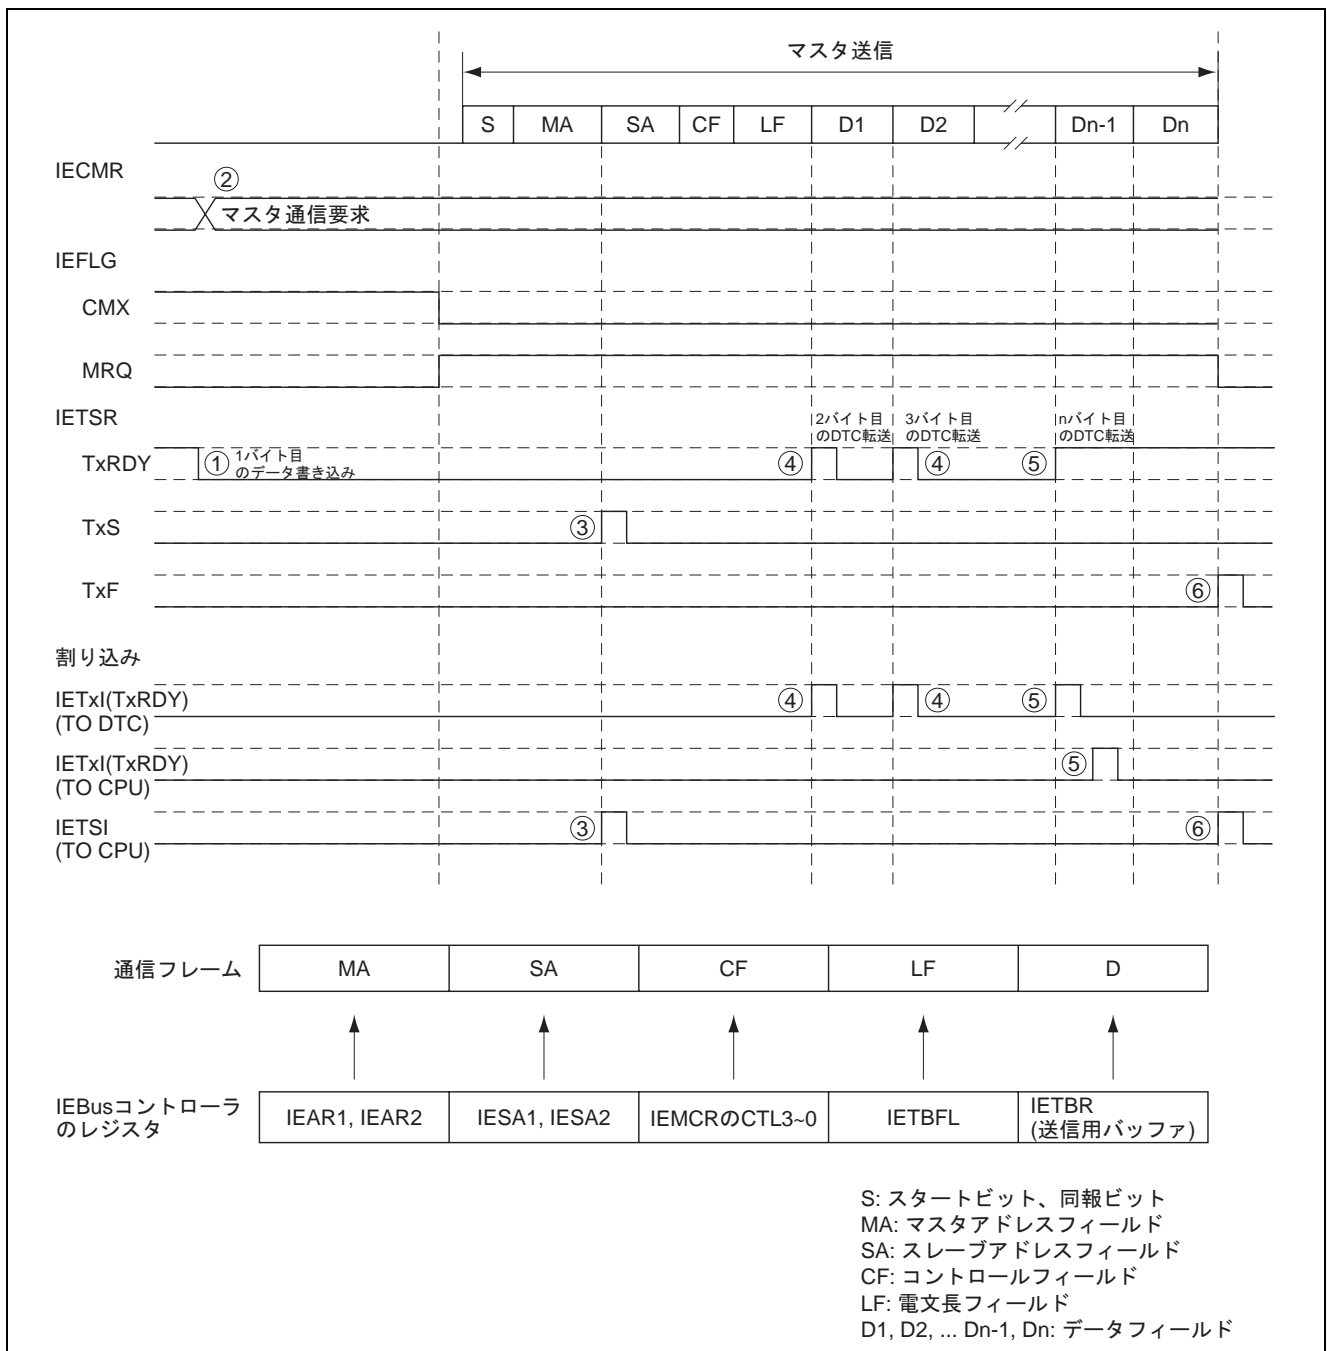 マスタ送信
S MA SA CF LF D1 D2 Dn-1 Dn
IECMR
②
マスタ通信要求
IEFLG
CMX
MRQ
IETSR
2バイト目
のDTC転送
3バイト目
のDTC転送
nバイト目
のDTC転送
TxRDY
① 1バイト目
のデータ書き込み
④ ④ ⑤
TxS ③
TxF ⑥
割り込み
IETxI(TxRDY)
(TO DTC)
④ ④ ⑤
IETxI(TxRDY)
(TO CPU)
⑤
IETSI
(TO CPU)
③ ⑥
通信フレーム MA SA CF LF D
IEBusコントローラ
のレジスタ
IEAR1, IEAR2
IESA1, IESA2
IEMCRのCTL3~0
IETBFL
IETBR
(送信用バッファ)
S: スタートビット、同報ビット
MA: マスタアドレスフィールド
SA: スレーブアドレスフィールド
CF: コントロールフィールド
LF: 電文長フィールド
D1, D2, ... Dn-1, Dn: データフィールド